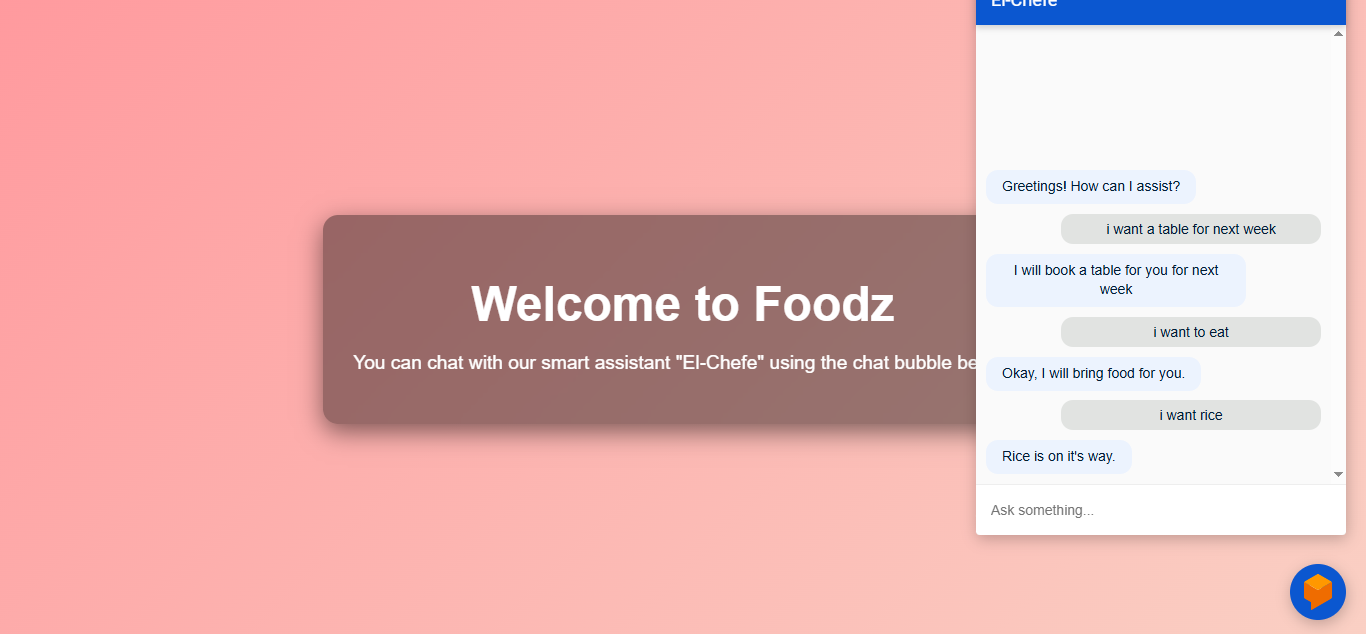 El-Chefe
Greetings! How can I assist?
i want a table for next week
I will book a table for you for next
week
i want to eat
Okay, I will bring food for you.
i want rice
Rice is on it's way.
Ask something...
Welcome to Foodz
You can chat with our smart assistant "El-Chefe" using the chat bubble be